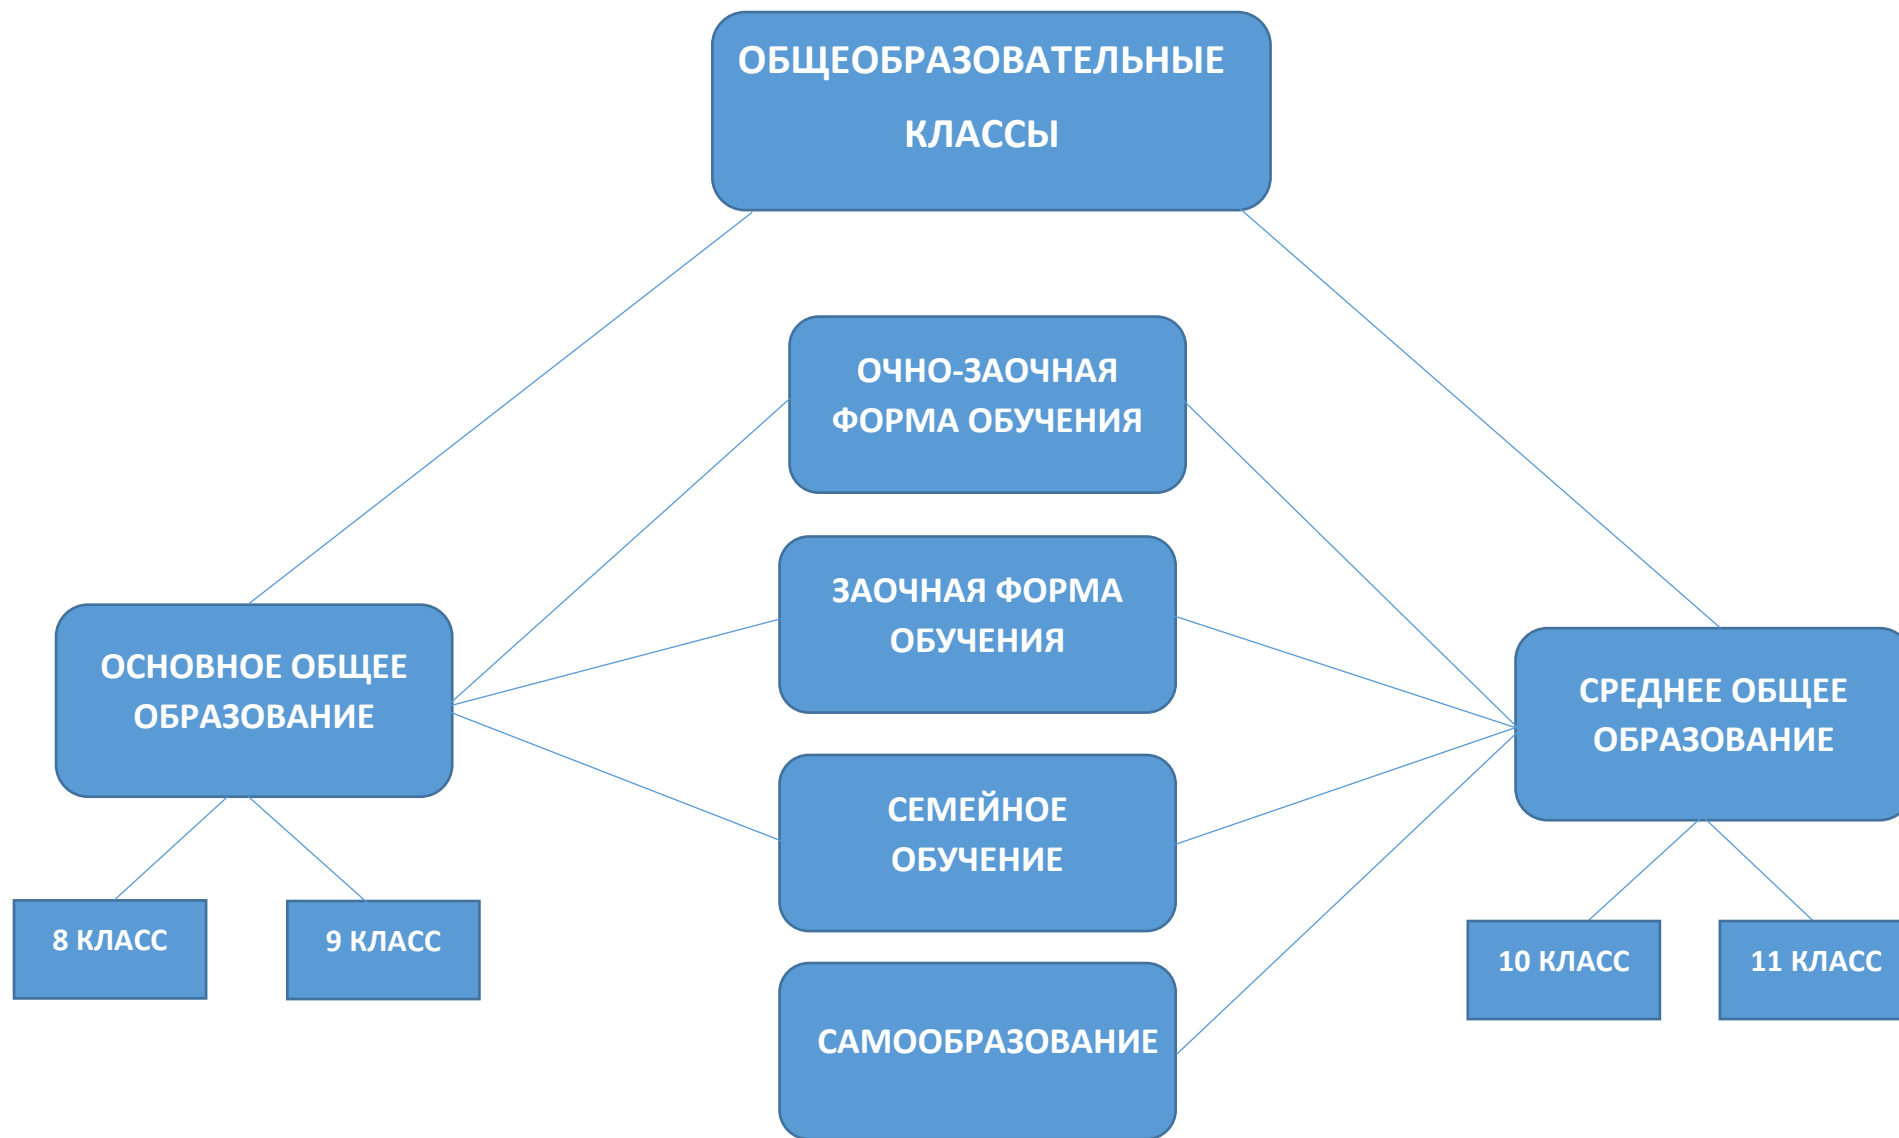 ОБЩЕОБРАЗОВАТЕЛЬНЫЕ
КЛАССЫ
ОЧНО-ЗАОЧНАЯ
ФОРМА ОБУЧЕНИЯ
ЗАОЧНАЯ ФОРМА
ОБУЧЕНИЯ
ОСНОВНОЕ ОБЩЕЕ
ОБРАЗОВАНИЕ
СРЕДНЕЕ ОБЩЕЕ
ОБРАЗОВАНИЕ
СЕМЕЙНОЕ
ОБУЧЕНИЕ
8 КЛАСС
9 КЛАСС
10 КЛАСС
11 КЛАСС
САМООБРАЗОВАНИЕ